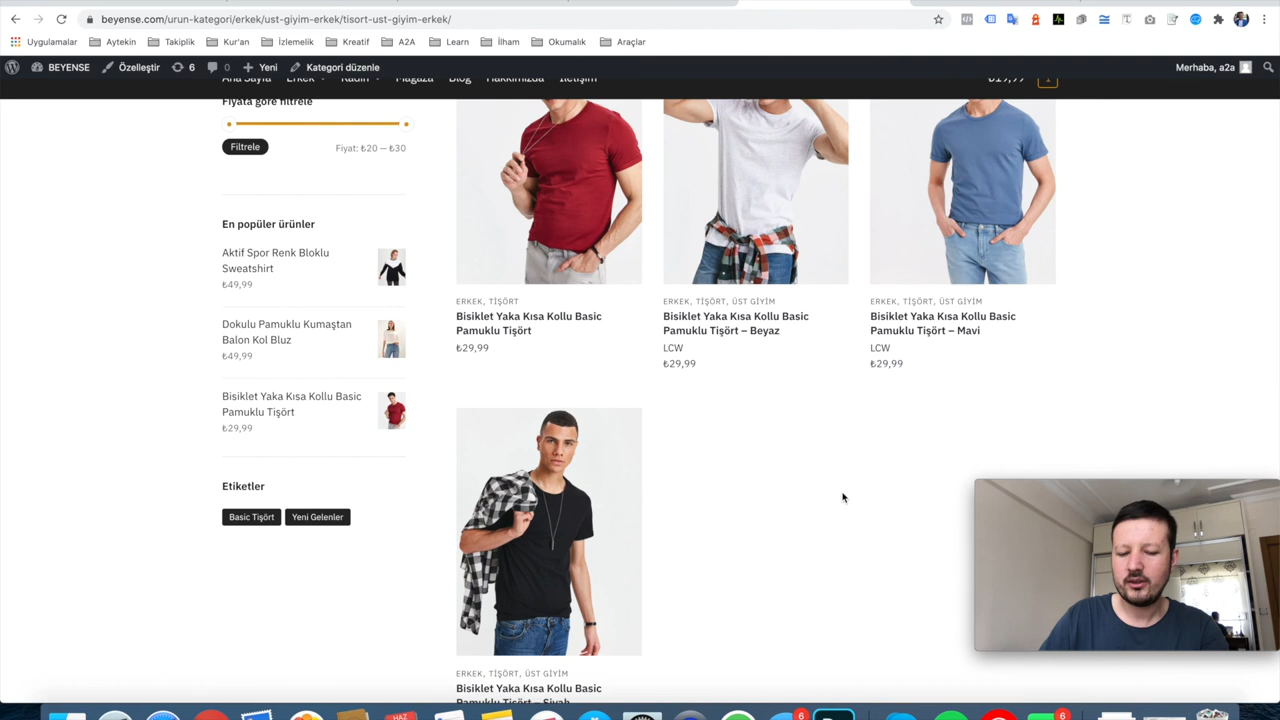 beyense.com/urun-kategori/erkek/ust-giyim-erkek/tisort-ust-giyim-erkek/
Uygulamalar Aytekin Takiplik Kur'an İzlemelik Kreatif A2A Learn İlham Okumalık Araçlar
BEYENSE Özelleştir 6 0 Yeni Kategori düzenle Merhaba, a2a
Ana Sayfa Erkek Kadın Mağaza Blog Hakkımızda İletişim ₺19,99 1
Fiyata göre filtrele
Filtrele
Fiyat: ₺20 — ₺30
En popüler ürünler
Aktif Spor Renk Bloklu
Sweatshirt
₺49,99
Dokulu Pamuklu Kumaştan
Balon Kol Bluz
₺49,99
Bisiklet Yaka Kısa Kollu Basic
Pamuklu Tişört
₺29,99
Etiketler
Basic Tişört Yeni Gelenler
ERKEK, TİŞÖRT
Bisiklet Yaka Kısa Kollu Basic
Pamuklu Tişört
₺29,99
ERKEK, TİŞÖRT, ÜST GİYİM
Bisiklet Yaka Kısa Kollu Basic
Pamuklu Tişört – Beyaz
LCW
₺29,99
ERKEK, TİŞÖRT, ÜST GİYİM
Bisiklet Yaka Kısa Kollu Basic
Pamuklu Tişört – Mavi
LCW
₺29,99
ERKEK, TİŞÖRT, ÜST GİYİM
Bisiklet Yaka Kısa Kollu Basic
Pamuklu Tişört – Siyah
HAZ
6
6